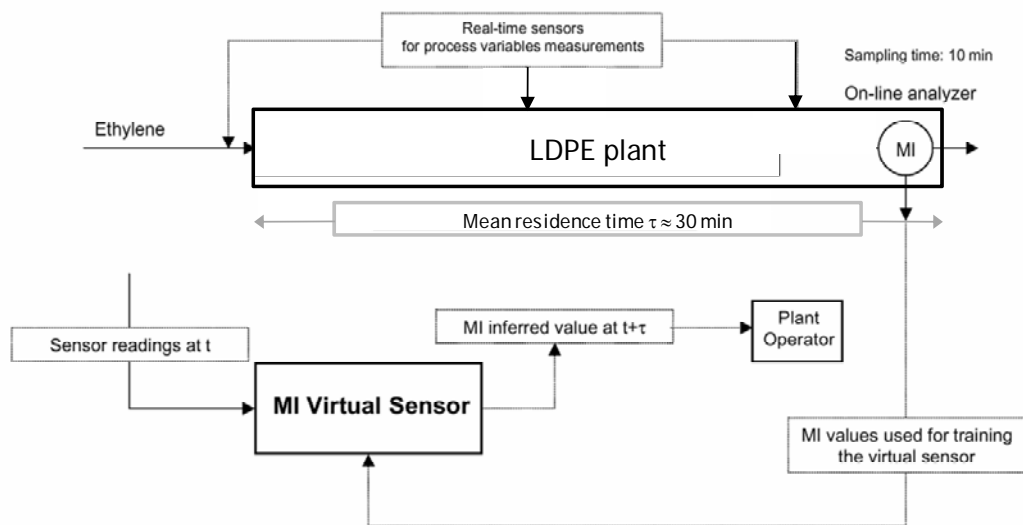 Real-time sensors
for process variables measurements
Sampling time: 10 min
On-line analyzer
Ethylene
LDPE plant
MI
Mean residence time τ ≈ 30 min
Sensor readings at t
MI inferred value at t+τ
Plant
Operator
MI Virtual Sensor
MI values used for training
the virtual sensor